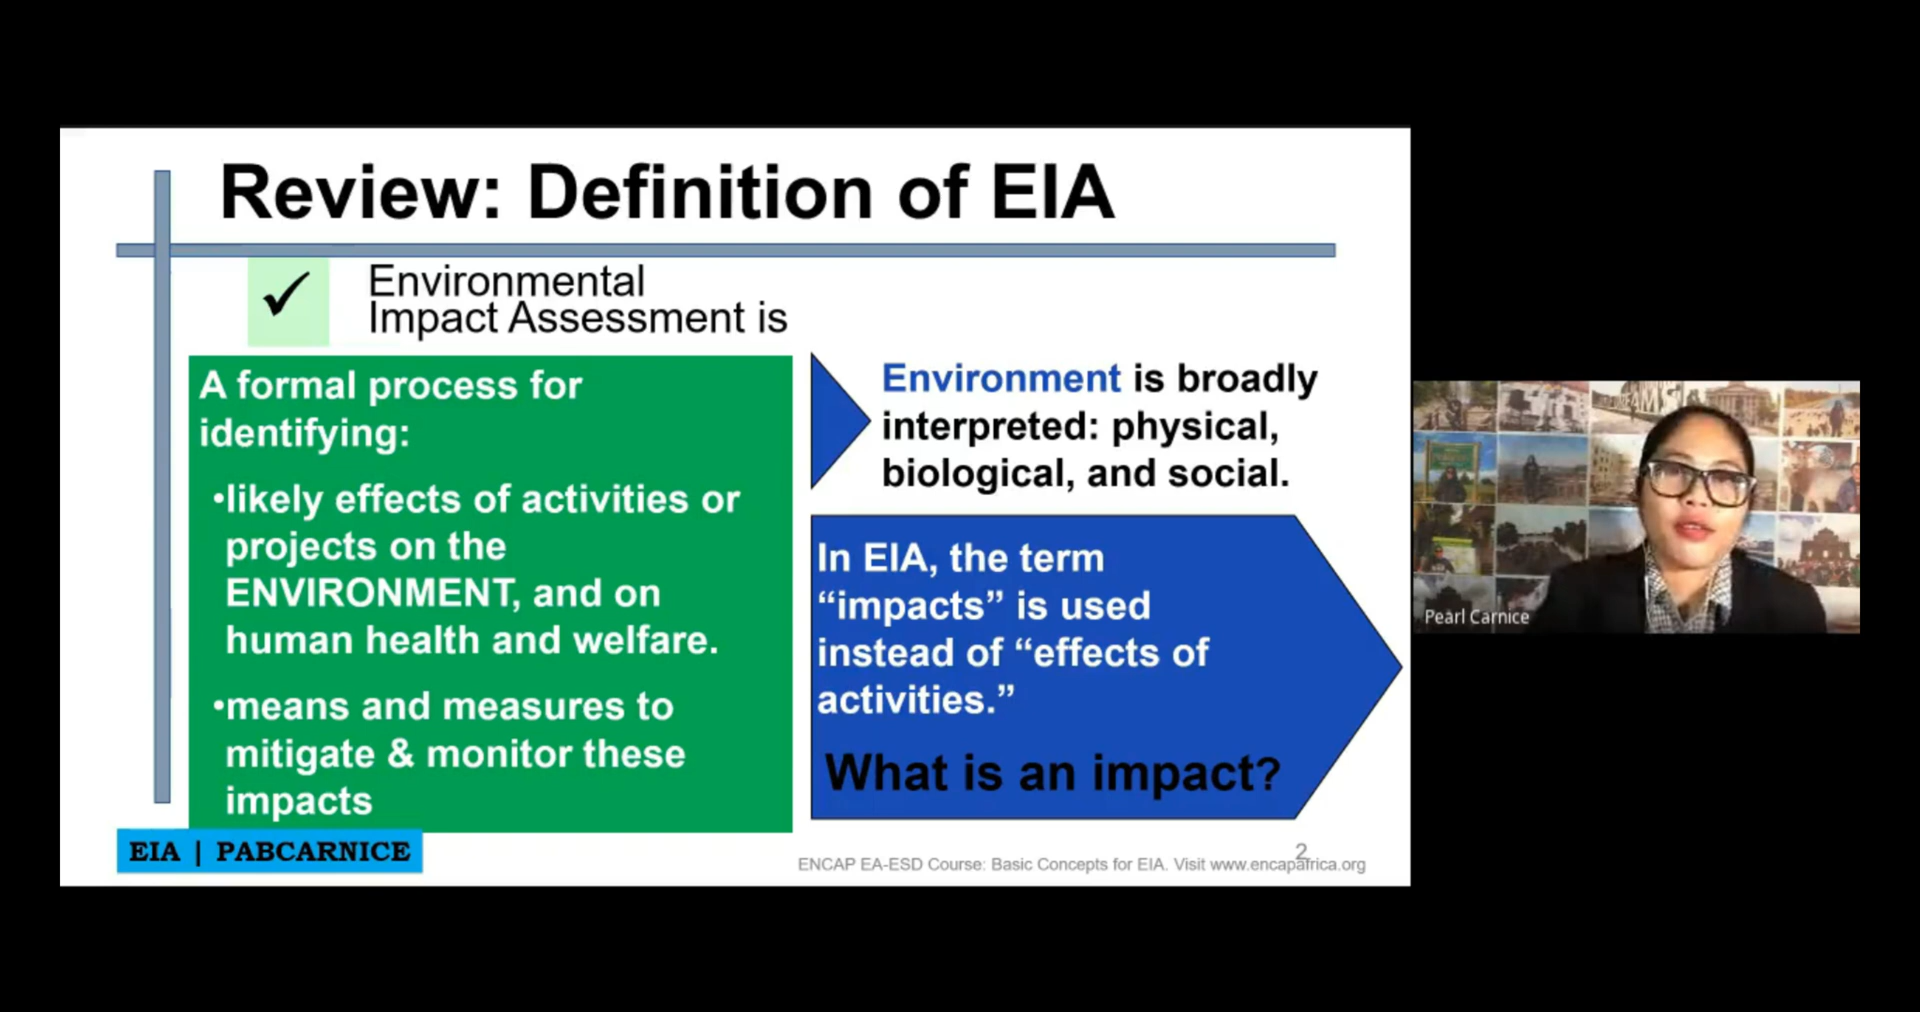 Review: Definition of EIA
✓
Environmental
Impact Assessment is
A formal process for
identifying:
•likely effects of activities or
projects on the
ENVIRONMENT, and on
human health and welfare.
•means and measures to
mitigate & monitor these
impacts
Environment is broadly
interpreted: physical,
biological, and social.
In EIA, the term
“impacts” is used
instead of “effects of
activities.”
What is an impact?
EIA | PABCARNICE
ENCAP EA-ESD Course: Basic Concepts for EIA. Visit www.encapafrica.org
2
Pearl Carnice